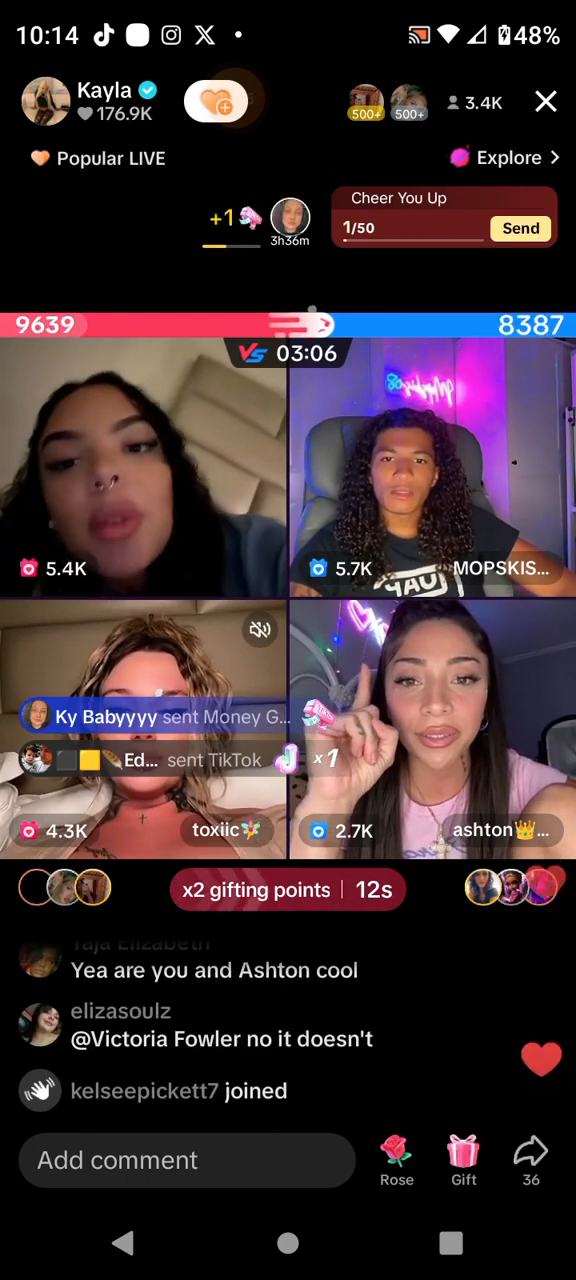 10:14
48%
Kayla
176.9K
500+
500+
3.4K
Popular LIVE
Explore
+1
3h36m
Cheer You Up
1/50
Send
9639
8387
VS 03:06
5.4K
5.7K
MOPSKIS...
Ky Babyyyy sent Money G...
Ed... sent TikTok
x1
4.3K
toxiic
2.7K
ashton👑...
x2 gifting points | 12s
Taja Elizabeth
Yea are you and Ashton cool
elizasoulz
@Victoria Fowler no it doesn't
kelseepickett7 joined
Add comment
Rose
Gift
36